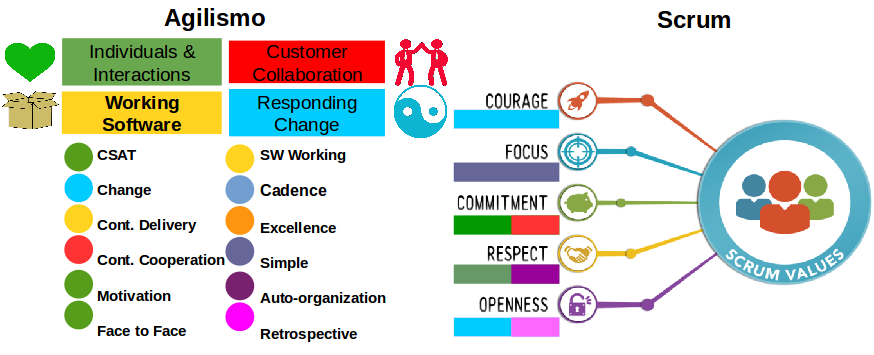 Agilismo
Individuals &
Interactions
Customer
Collaboration
Working
Software
Responding
Change
CSAT
Change
Cont. Delivery
Cont. Cooperation
Motivation
Face to Face
SW Working
Cadence
Excellence
Simple
Auto-organization
Retrospective
Scrum
COURAGE
FOCUS
COMMITMENT
RESPECT
OPENNESS
SCRUM VALUES